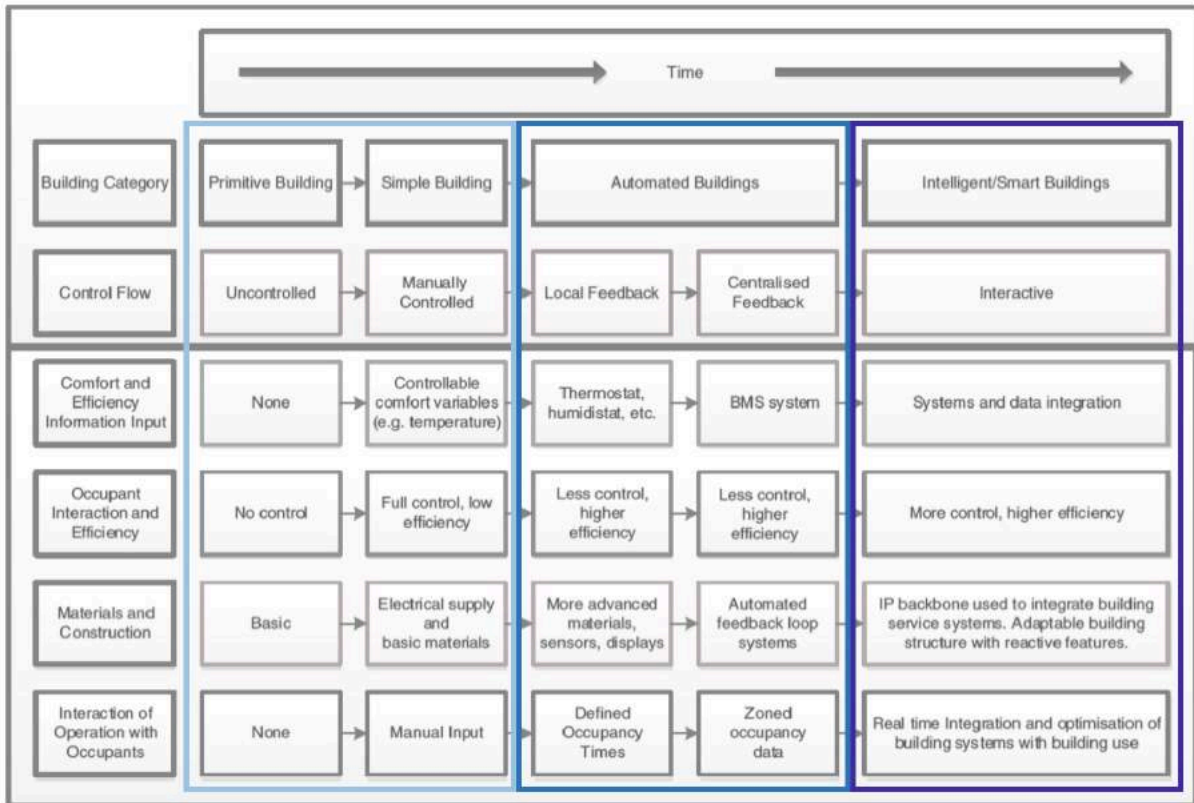 Time
Building Category
Primitive Building
Simple Building
Automated Buildings
Intelligent/Smart Buildings
Control Flow
Uncontrolled
Manually
Controlled
Local Feedback
Centralised
Feedback
Interactive
Comfort and
Efficiency
Information Input
None
Controllable
comfort variables
(e.g. temperature)
Thermostat,
humidistat, etc.
BMS system
Systems and data integration
Occupant
Interaction and
Efficiency
No control
Full control, low
efficiency
Less control,
higher
efficiency
Less control,
higher
efficiency
More control, higher efficiency
Materials and
Construction
Basic
Electrical supply
and
basic materials
More advanced
materials,
sensors, displays
Automated
feedback loop
systems
IP backbone used to integrate building
service systems. Adaptable building
structure with reactive features.
Interaction of
Operation with
Occupants
None
Manual Input
Defined
Occupancy
Times
Zoned
occupancy
data
Real time Integration and optimisation of
building systems with building use